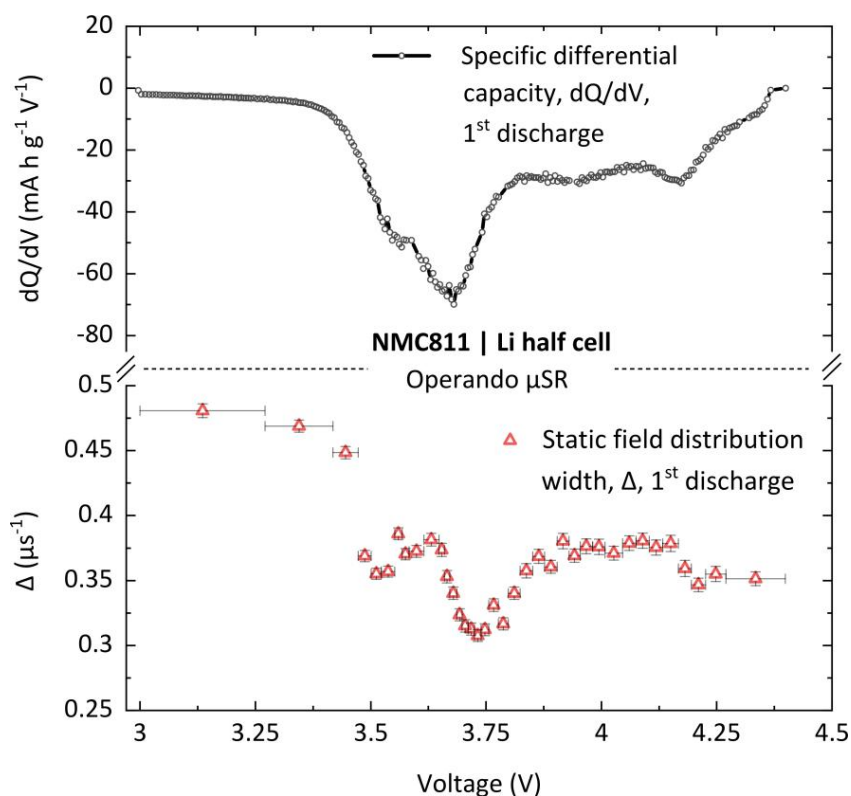 20
0
-20
-40
-60
-80
dQ/dV (mA h g⁻¹ V⁻¹)
Specific differential
capacity, dQ/dV,
1ˢᵗ discharge
NMC811 | Li half cell
Operando μSR
0.5
0.45
0.4
0.35
0.3
0.25
Δ (μs⁻¹)
Static field distribution
width, Δ, 1ˢᵗ discharge
3 3.25 3.5 3.75 4 4.25 4.5
Voltage (V)